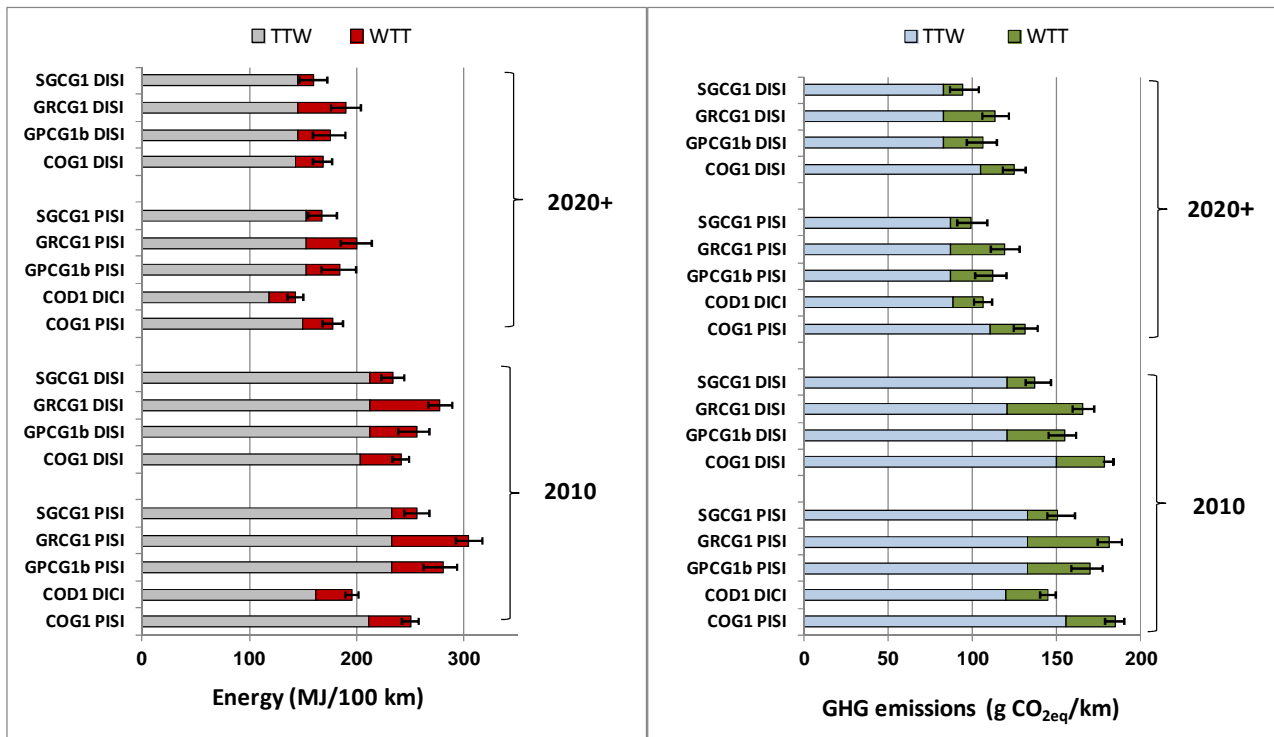 TTW WTT
SGCG1 DISI
GRCG1 DISI
GPCG1b DISI
COG1 DISI
SGCG1 PISI
GRCG1 PISI
GPCG1b PISI
COD1 DICI
COG1 PISI
SGCG1 DISI
GRCG1 DISI
GPCG1b DISI
COG1 DISI
SGCG1 PISI
GRCG1 PISI
GPCG1b PISI
COD1 DICI
COG1 PISI
2020+
2010
0 100 200 300
Energy (MJ/100 km)
TTW WTT
SGCG1 DISI
GRCG1 DISI
GPCG1b DISI
COG1 DISI
SGCG1 PISI
GRCG1 PISI
GPCG1b PISI
COD1 DICI
COG1 PISI
SGCG1 DISI
GRCG1 DISI
GPCG1b DISI
COG1 DISI
SGCG1 PISI
GRCG1 PISI
GPCG1b PISI
COD1 DICI
COG1 PISI
2020+
2010
0 50 100 150 200
GHG emissions (g CO2eq/km)